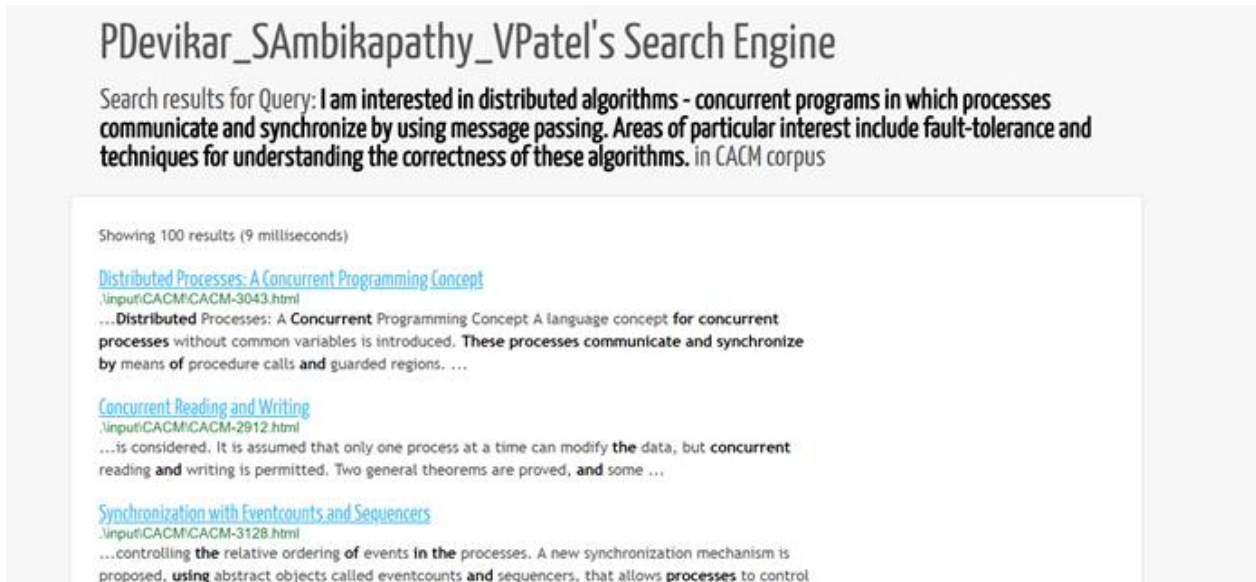 PDevikar_SAmbikapathy_VPatel's Search Engine
Search results for Query: I am interested in distributed algorithms - concurrent programs in which processes
communicate and synchronize by using message passing. Areas of particular interest include fault-tolerance and
techniques for understanding the correctness of these algorithms. in CACM corpus
Showing 100 results (9 milliseconds)
Distributed Processes: A Concurrent Programming Concept
.\input\CACM\CACM-3043.html
...Distributed Processes: A Concurrent Programming Concept A language concept for concurrent
processes without common variables is introduced. These processes communicate and synchronize
by means of procedure calls and guarded regions. ...
Concurrent Reading and Writing
.\input\CACM\CACM-2912.html
...is considered. It is assumed that only one process at a time can modify the data, but concurrent
reading and writing is permitted. Two general theorems are proved, and some ...
Synchronization with Eventcounts and Sequencers
.\input\CACM\CACM-3128.html
...controlling the relative ordering of events in the processes. A new synchronization mechanism is
proposed, using abstract objects called eventcounts and sequencers, that allows processes to control